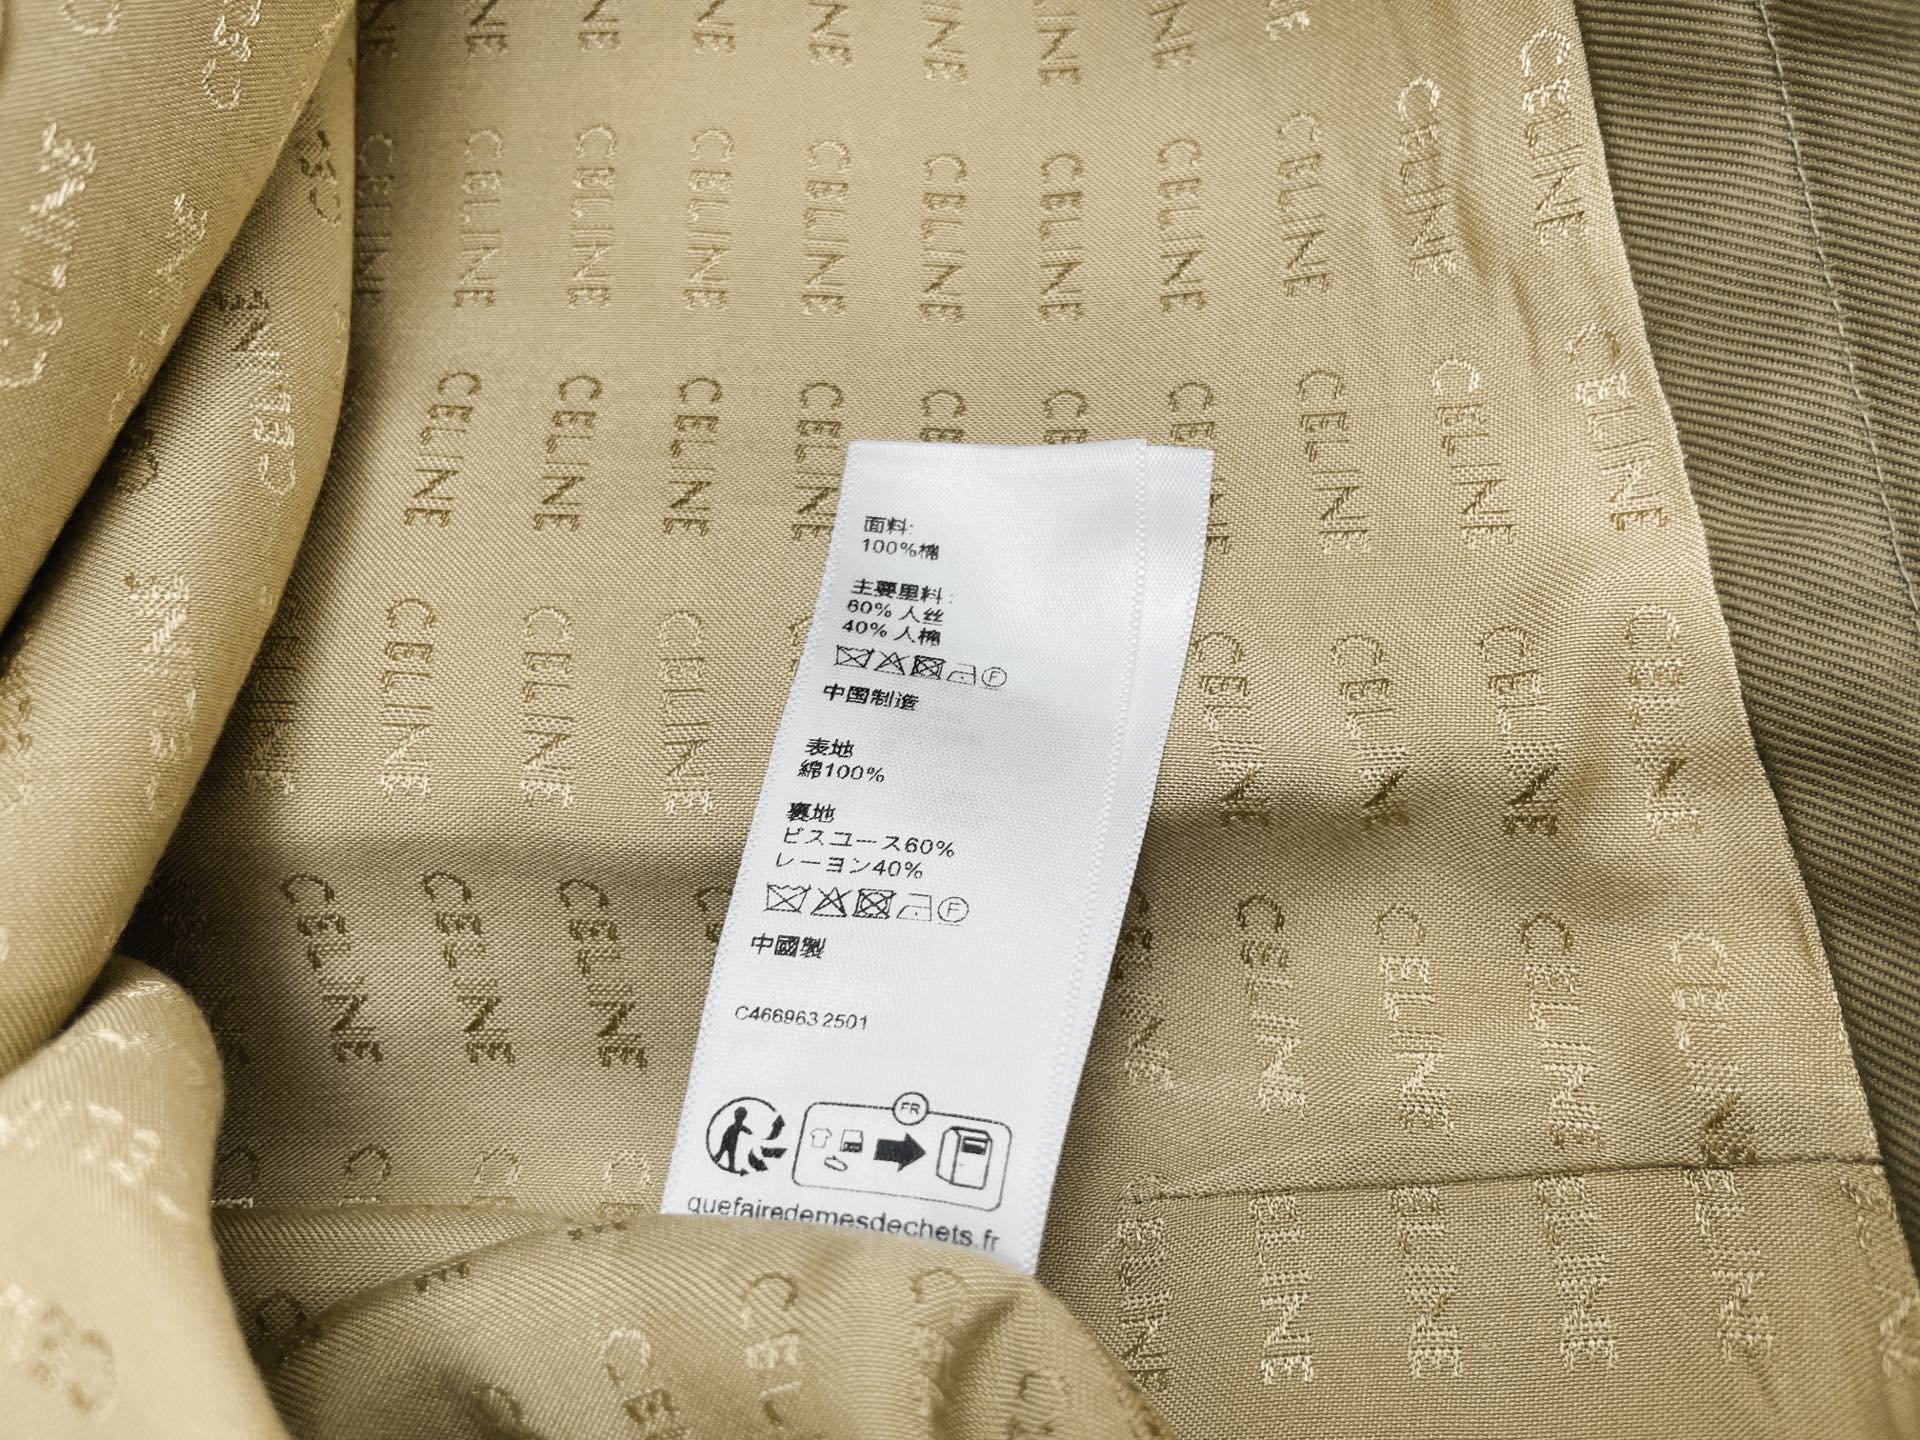 CELINE
面料:
100%棉
主要里料:
60% 人丝
40% 人棉
F
中国制造
表地
綿100%
裏地
ビスコース60%
レーヨン40%
F
中國製
C466963 2501
FR
quefairedemesdechets.fr